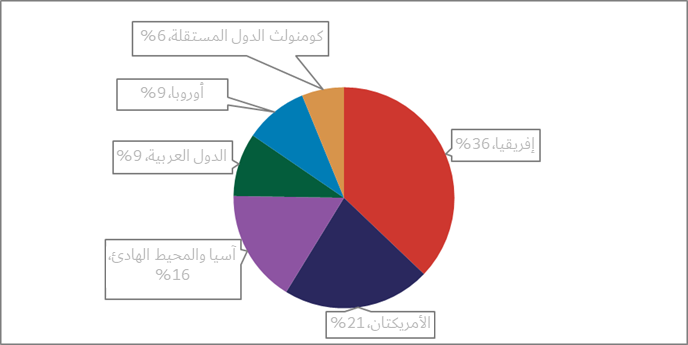 كومنولث الدول المستقلة، 6%
أوروبا، 9%
إفريقيا، 36%
الدول العربية، 9%
آسيا والمحيط الهادئ،
16%
الأمريكتان، 21%